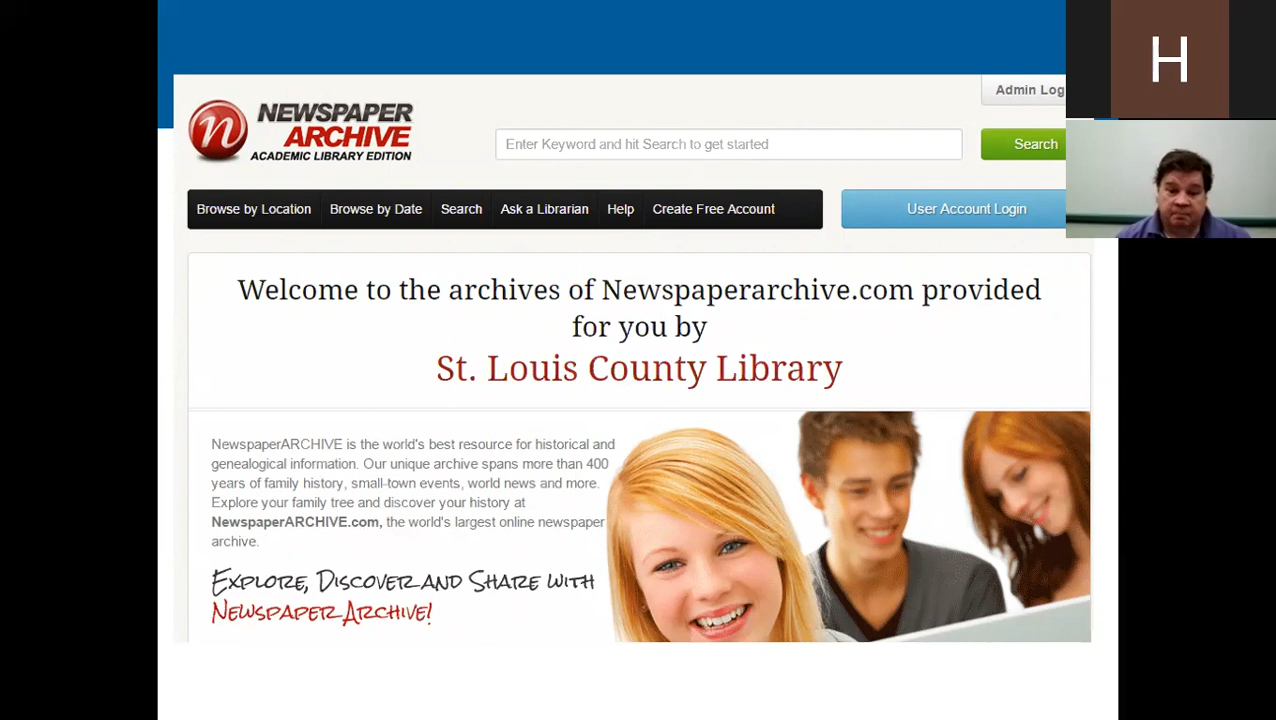 H
Admin Log
n NEWSPAPER
ARCHIVE
ACADEMIC LIBRARY EDITION
Enter Keyword and hit Search to get started
Search
Browse by Location Browse by Date Search Ask a Librarian Help Create Free Account
User Account Login
Welcome to the archives of Newspaperarchive.com provided
for you by
St. Louis County Library
NewspaperARCHIVE is the world's best resource for historical and
genealogical information. Our unique archive spans more than 400
years of family history, small-town events, world news and more.
Explore your family tree and discover your history at
NewspaperARCHIVE.com, the world's largest online newspaper
archive.
Explore, Discover and Share with
Newspaper Archive!